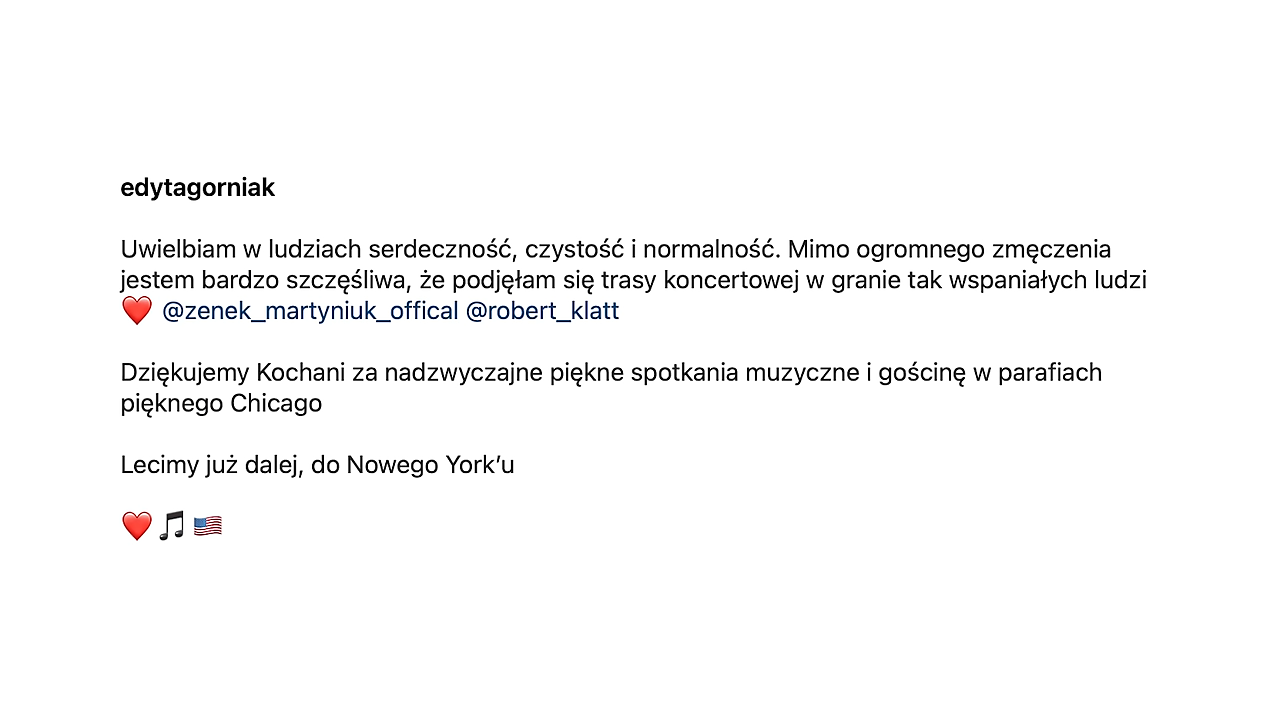 edytagorniak
Uwielbiam w ludziach serdeczność, czystość i normalność. Mimo ogromnego zmęczenia
jestem bardzo szczęśliwa, że podjęłam się trasy koncertowej w granie tak wspaniałych ludzi
❤️ @zenek_martyniuk_offical @robert_klatt
Dziękujemy Kochani za nadzwyczajne piękne spotkania muzyczne i gościnę w parafiach
pięknego Chicago
Lecimy już dalej, do Nowego York’u
❤️🎵🇺🇸